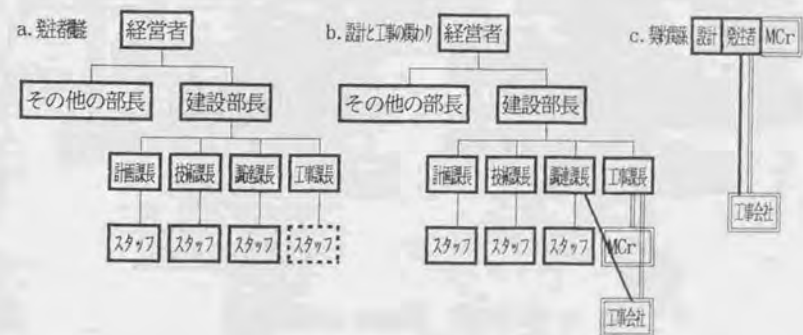 a. 発注者機能
経営者
その他の部長
建設部長
計画課長
技術課長
調達課長
工事課長
スタッフ
スタッフ
スタッフ
スタッフ
b. 設計と工事の関わり
経営者
その他の部長
建設部長
計画課長
技術課長
調達課長
工事課長
スタッフ
スタッフ
スタッフ
MCr
工事会社
c. 契約関係
設計
発注者
MCr
工事会社